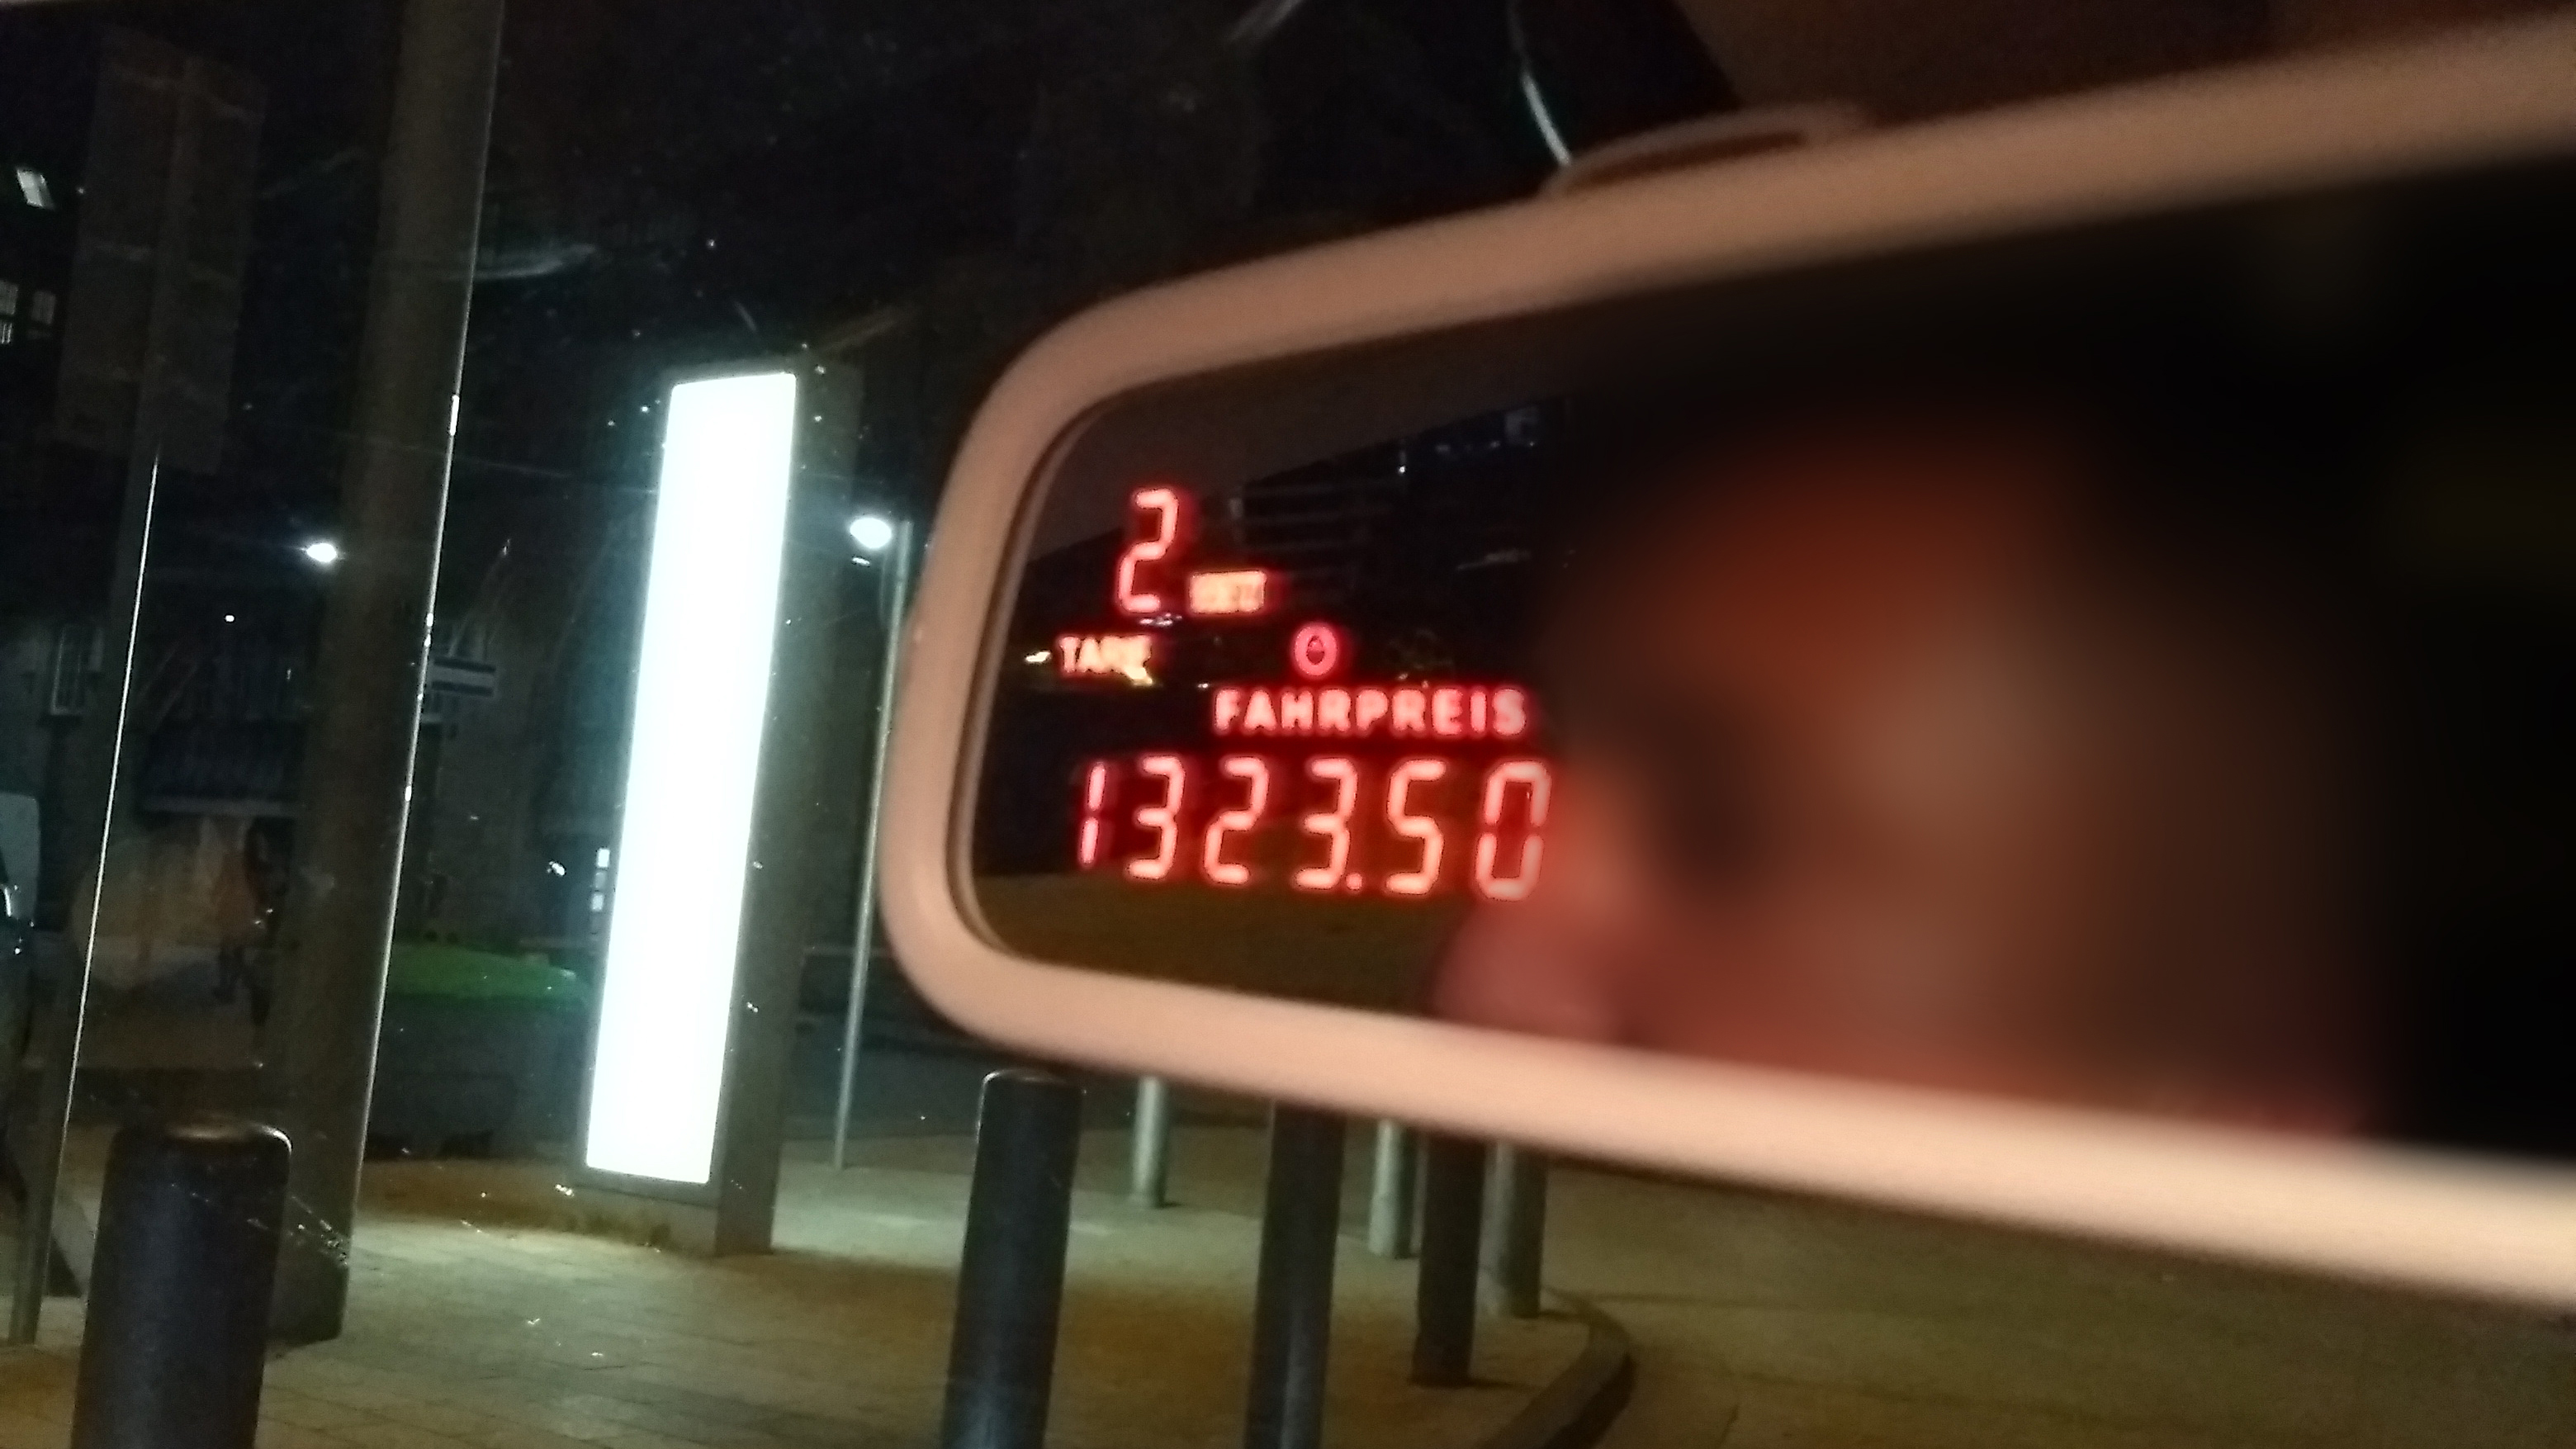 2
TARIF
FAHRPREIS
1323.50